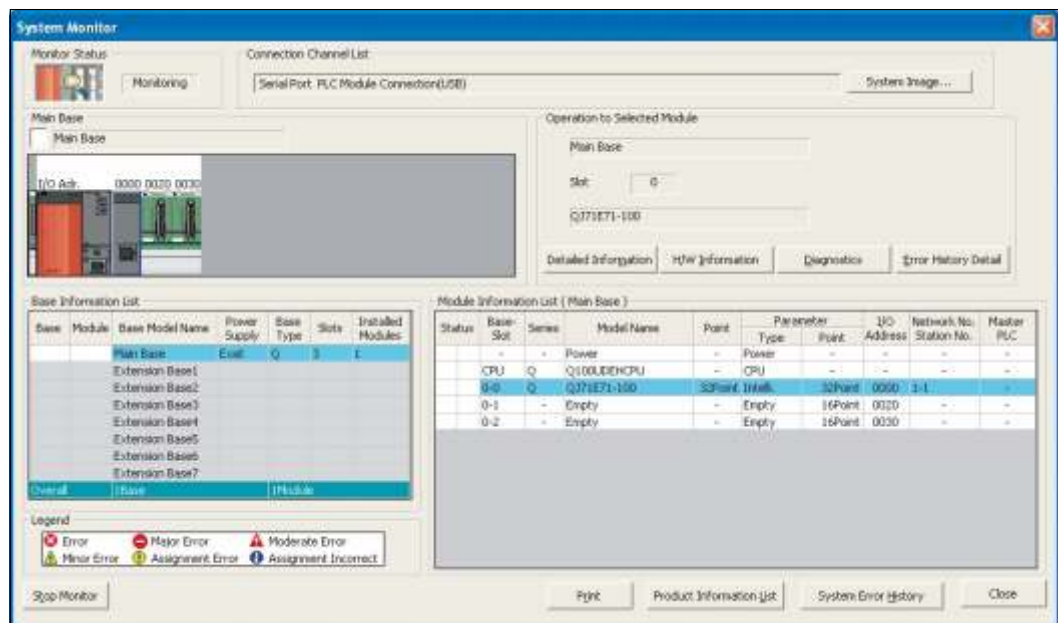 System Monitor
Monitor Status
Connection Channel List
Monitoring
Serial Port PLC Module Connection(USB)
System Image...
Main Base
Operation to Selected Module
Main Base
Main Base
I/O Adr. 0000 0020 0030
Slot 0
QJ71E71-100
Detailed Information H/W Information Diagnostics Error History Detail
Base Information List
Module Information List ( Main Base )
Base Module Base Model Name Power Supply Base Type Slots Installed Modules
Status Base-Slot Series Model Name Point Parameter Type Point I/O Address Network No. Station No. Master PLC
Main Base Exist Q 3 1
Extension Base1
Extension Base2
Extension Base3
Extension Base4
Extension Base5
Extension Base6
Extension Base7
Overall 1Base 1Module
- - Power - Power - - - -
CPU Q Q100UDEHCPU - CPU - - - -
0-0 Q QJ71E71-100 32Point Intelli. 32Point 0000 1-1 -
0-1 - Empty - Empty 16Point 0020 - -
0-2 - Empty - Empty 16Point 0030 - -
Legend
Error Major Error Moderate Error
Minor Error Assignment Error Assignment Incorrect
Stop Monitor
Print Product Information List System Error History Close